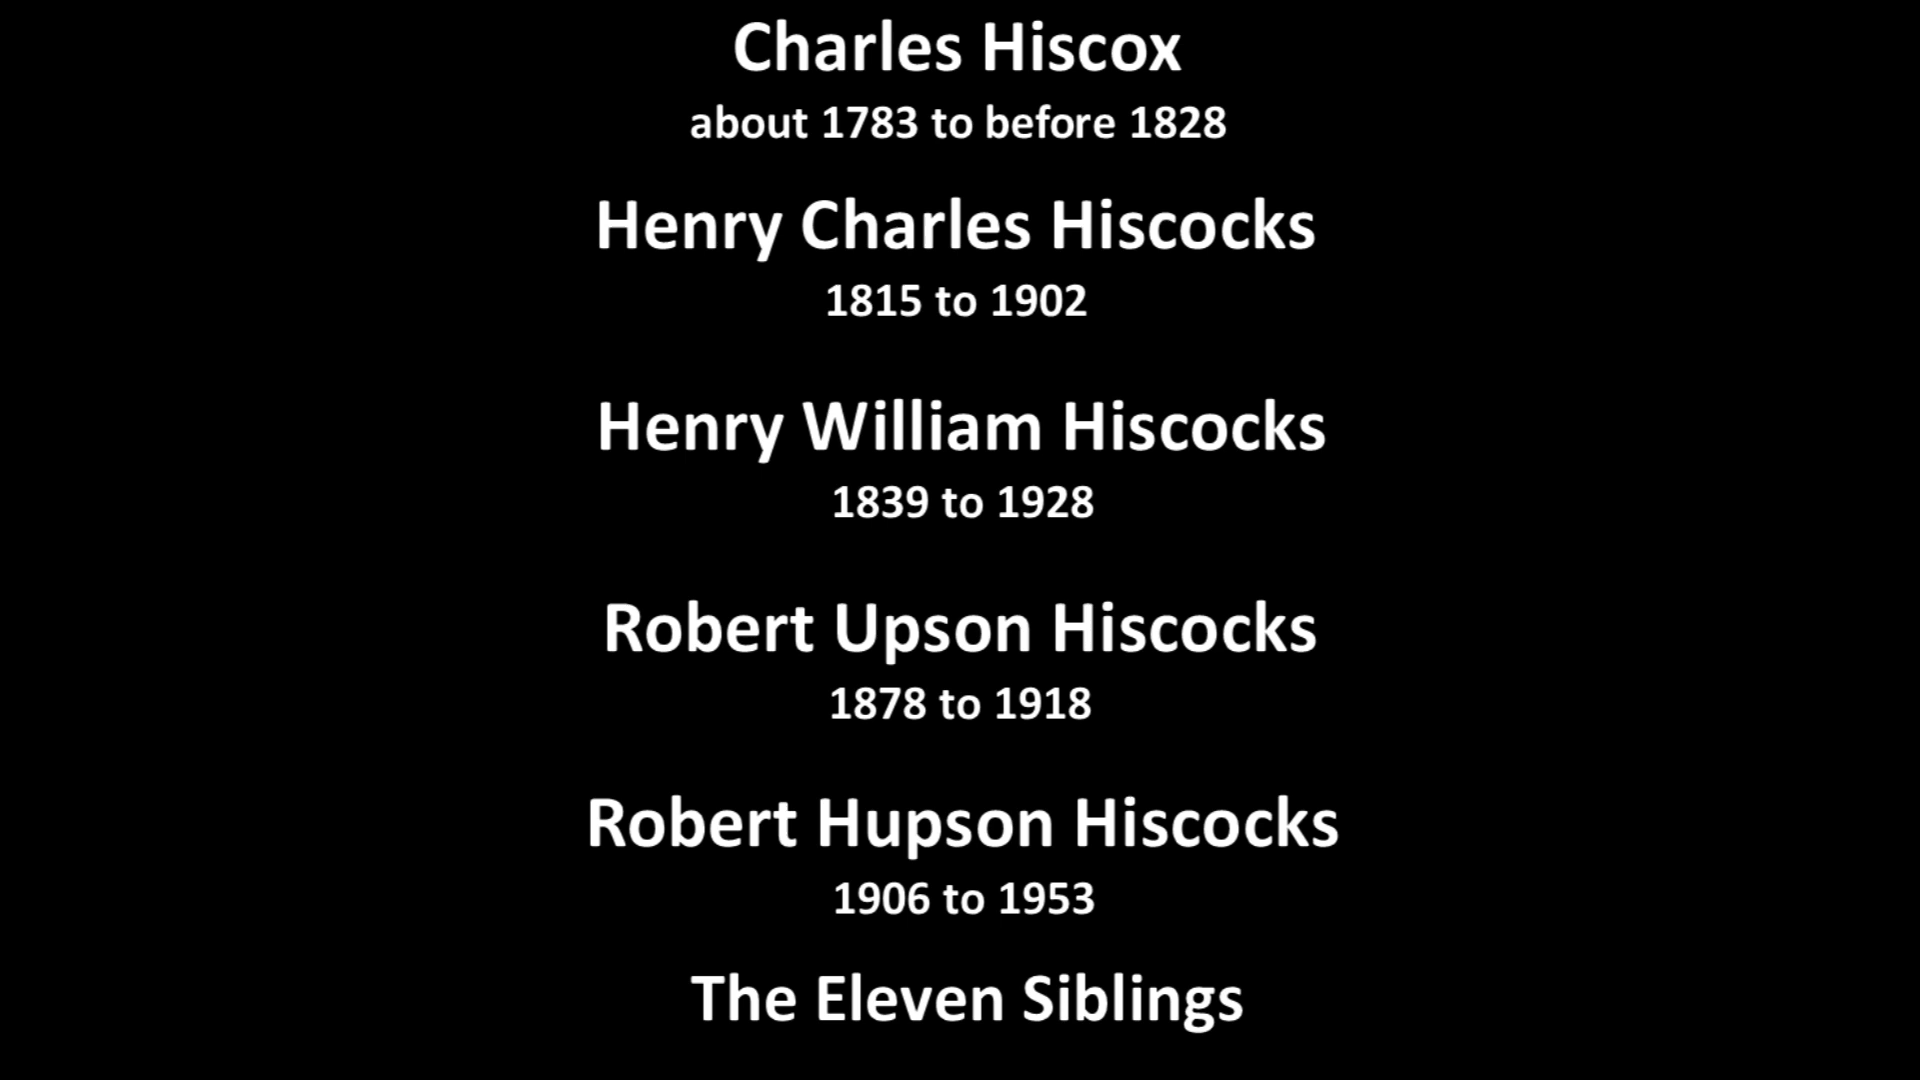 Charles Hiscox
about 1783 to before 1828
Henry Charles Hiscocks
1815 to 1902
Henry William Hiscocks
1839 to 1928
Robert Upson Hiscocks
1878 to 1918
Robert Hupson Hiscocks
1906 to 1953
The Eleven Siblings